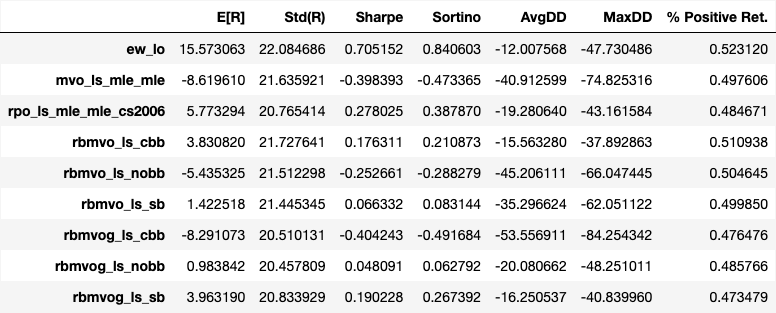 E[R] Std(R) Sharpe Sortino AvgDD MaxDD % Positive Ret.
ew_lo 15.573063 22.084686 0.705152 0.840603 -12.007568 -47.730486 0.523120
mvo_ls_mle_mle -8.619610 21.635921 -0.398393 -0.473365 -40.912599 -74.825316 0.497606
rpo_ls_mle_mle_cs2006 5.773294 20.765414 0.278025 0.387870 -19.280640 -43.161584 0.484671
rbmvo_ls_cbb 3.830820 21.727641 0.176311 0.210873 -15.563280 -37.892863 0.510938
rbmvo_ls_nobb -5.435325 21.512298 -0.252661 -0.288279 -45.206111 -66.047445 0.504645
rbmvo_ls_sb 1.422518 21.445345 0.066332 0.083144 -35.296624 -62.051122 0.499850
rbmvog_ls_cbb -8.291073 20.510131 -0.404243 -0.491684 -53.556911 -84.254342 0.476476
rbmvog_ls_nobb 0.983842 20.457809 0.048091 0.062792 -20.080662 -48.251011 0.485766
rbmvog_ls_sb 3.963190 20.833929 0.190228 0.267392 -16.250537 -40.839960 0.473479